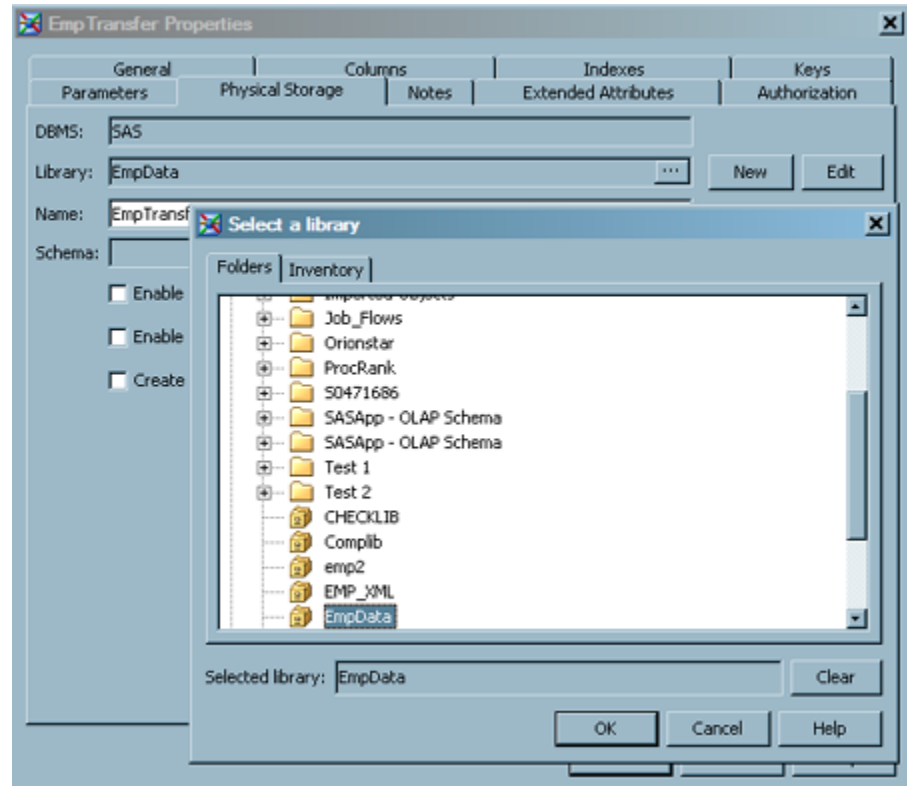 EmpTransfer Properties
General Columns Indexes Keys
Parameters Physical Storage Notes Extended Attributes Authorization
DBMS: SAS
Library: EmpData ... New Edit
Name: EmpTransf
Schema:
Enable
Enable
Create
Select a library
Folders Inventory
Imported Objects
Job_Flows
Orionstar
ProcRank
S0471686
SASApp - OLAP Schema
SASApp - OLAP Schema
Test 1
Test 2
CHECKLIB
Complib
emp2
EMP_XML
EmpData
Selected library: EmpData Clear
OK Cancel Help